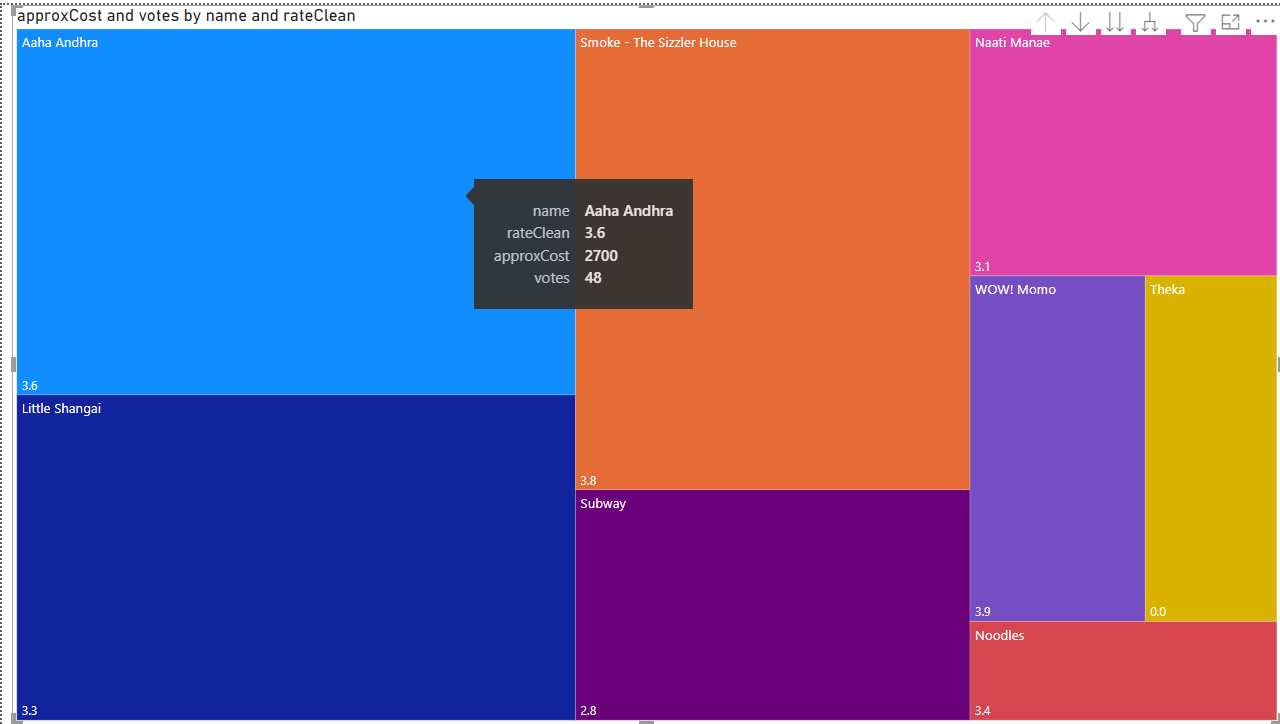 approxCost and votes by name and rateClean
Aaha Andhra
3.6
Little Shangai
3.3
Smoke - The Sizzler House
3.8
Subway
2.8
Naati Manae
3.1
WOW! Momo
3.9
Theka
0.0
Noodles
3.4
name Aaha Andhra
rateClean 3.6
approxCost 2700
votes 48